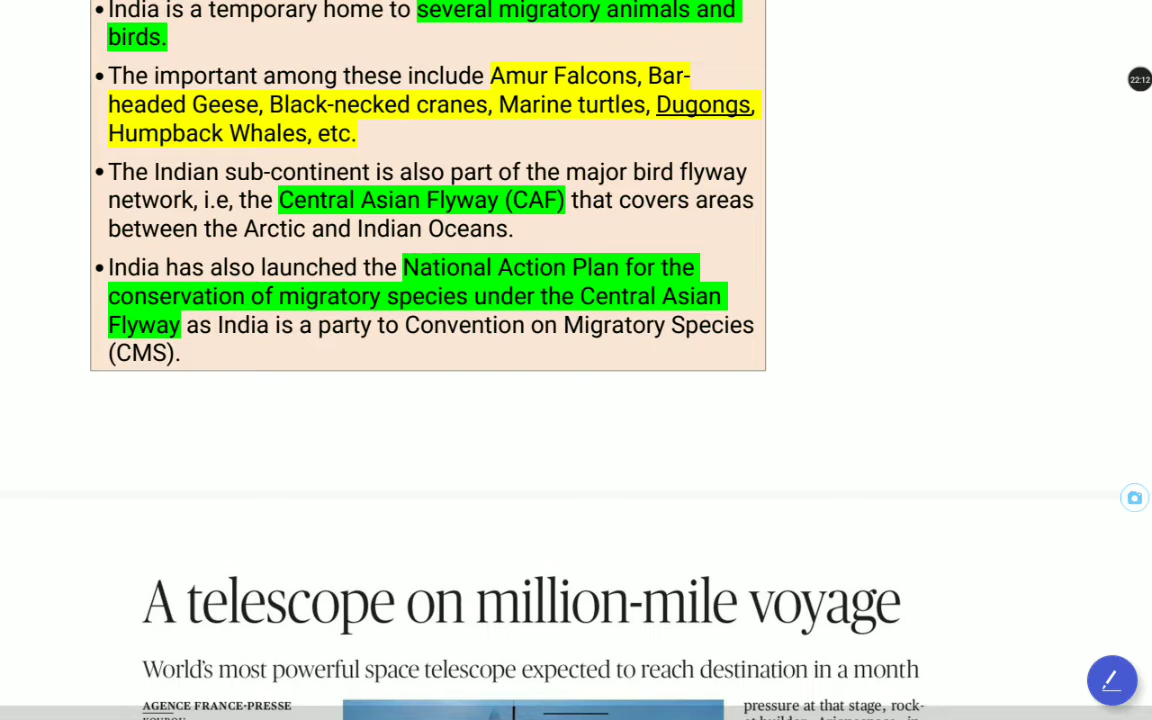 • India is a temporary home to several migratory animals and
birds.
• The important among these include Amur Falcons, Bar-
headed Geese, Black-necked cranes, Marine turtles, Dugongs,
Humpback Whales, etc.
• The Indian sub-continent is also part of the major bird flyway
network, i.e, the Central Asian Flyway (CAF) that covers areas
between the Arctic and Indian Oceans.
• India has also launched the National Action Plan for the
conservation of migratory species under the Central Asian
Flyway as India is a party to Convention on Migratory Species
(CMS).
22:12
A telescope on million-mile voyage
World's most powerful space telescope expected to reach destination in a month
AGENCE FRANCE-PRESSE
pressure at that stage, rock-